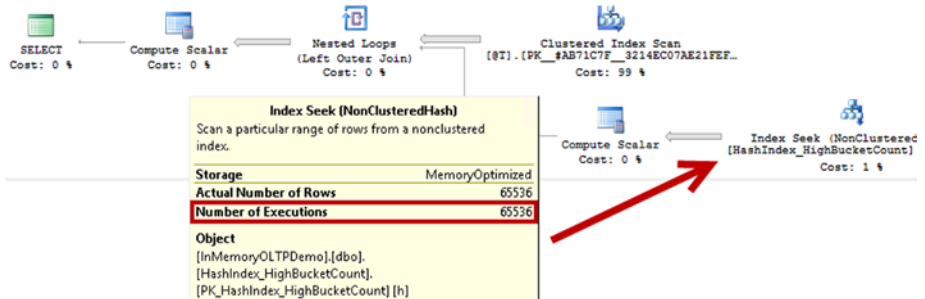 SELECT
Cost: 0 %
Compute Scalar
Cost: 0 %
Nested Loops
(Left Outer Join)
Cost: 0 %
Clustered Index Scan
[@T].[PK__#AB71C7F__3214EC07AE21FEF…
Cost: 99 %
Compute Scalar
Cost: 0 %
Index Seek (NonClustered
[HashIndex_HighBucketCount]
Cost: 1 %
Index Seek (NonClusteredHash)
Scan a particular range of rows from a nonclustered
index.
Storage MemoryOptimized
Actual Number of Rows 65536
Number of Executions 65536
Object
[InMemoryOLTPDemo].[dbo].
[HashIndex_HighBucketCount].
[PK_HashIndex_HighBucketCount] [h]